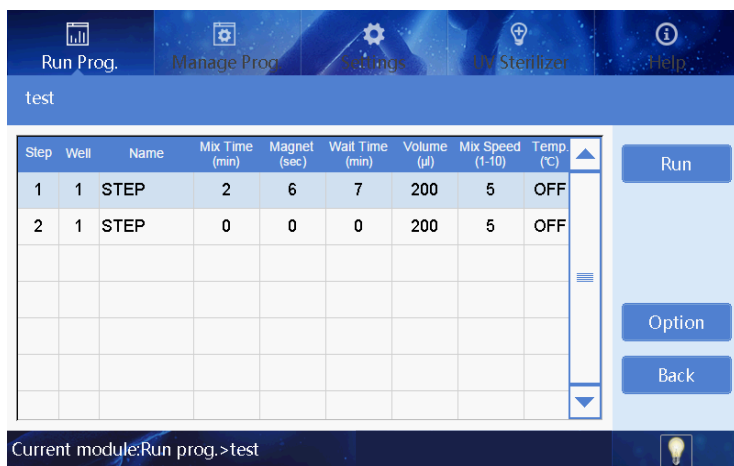 Run Prog. Manage Prog. Settings UV Sterilizer Help
test
Step Well Name Mix Time (min) Magnet (sec) Wait Time (min) Volume (μl) Mix Speed (1-10) Temp. (℃)
1 1 STEP 2 6 7 200 5 OFF
2 1 STEP 0 0 0 200 5 OFF
Run
Option
Back
Current module:Run prog.>test